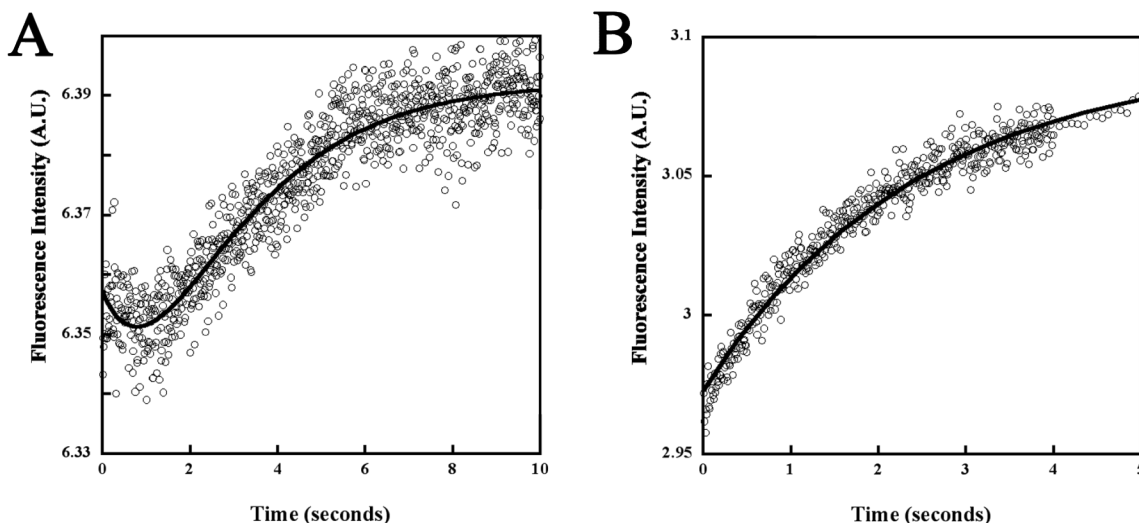 A
Fluorescence Intensity (A.U.)
6.39
6.37
6.35
6.33
0 2 4 6 8 10
Time (seconds)
B
Fluorescence Intensity (A.U.)
3.1
3.05
3
2.95
0 1 2 3 4 5
Time (seconds)